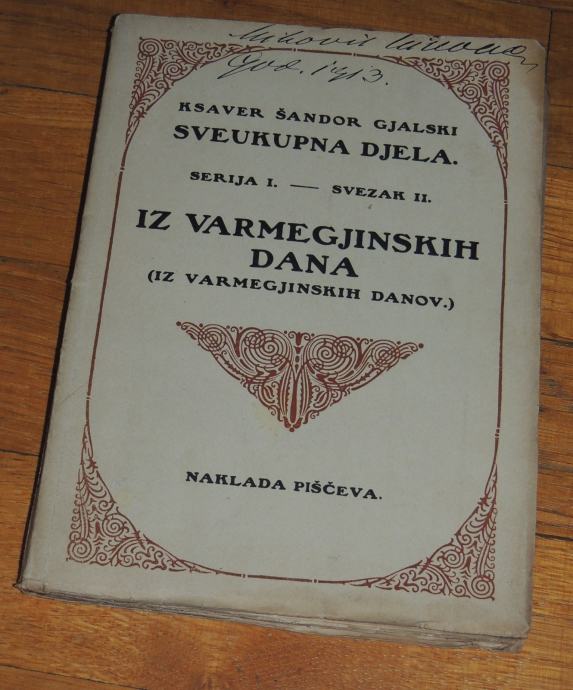 God. 1913.
KSAVER ŠANDOR GJALSKI
SVEUKUPNA DJELA.
SERIJA I. — SVEZAK II.
IZ VARMEGJINSKIH
DANA
(IZ VARMEGJINSKIH DANOV.)
NAKLADA PIŠČEVA.